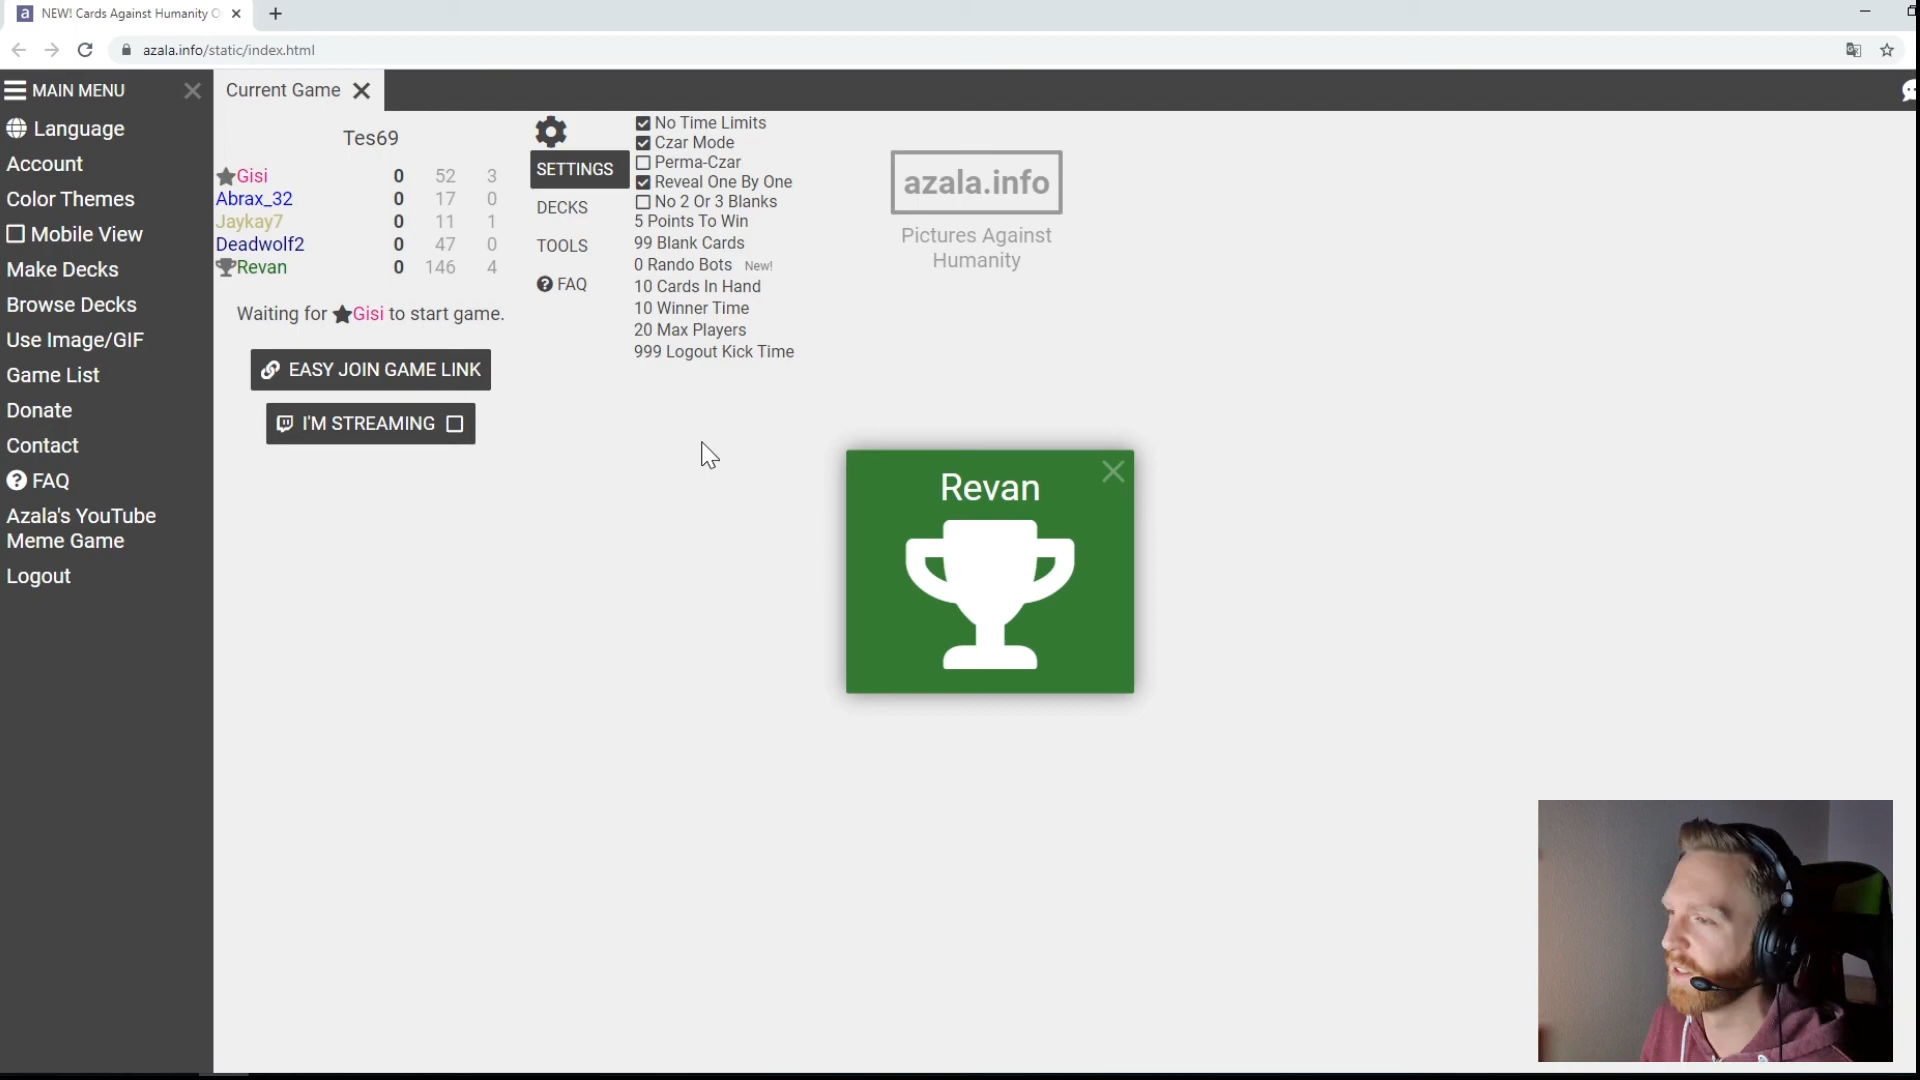 a NEW! Cards Against Humanity O
azala.info/static/index.html
MAIN MENU
Current Game
Language
Account
Color Themes
Mobile View
Make Decks
Browse Decks
Use Image/GIF
Game List
Donate
Contact
? FAQ
Azala's YouTube
Meme Game
Logout
Tes69
Gisi 0 52 3
Abrax_32 0 17 0
Jaykay7 0 11 1
Deadwolf2 0 47 0
Revan 0 146 4
Waiting for Gisi to start game.
EASY JOIN GAME LINK
I'M STREAMING
SETTINGS
DECKS
TOOLS
? FAQ
No Time Limits
Czar Mode
Perma-Czar
Reveal One By One
No 2 Or 3 Blanks
5 Points To Win
99 Blank Cards
0 Rando Bots New!
10 Cards In Hand
10 Winner Time
20 Max Players
999 Logout Kick Time
azala.info
Pictures Against
Humanity
Revan